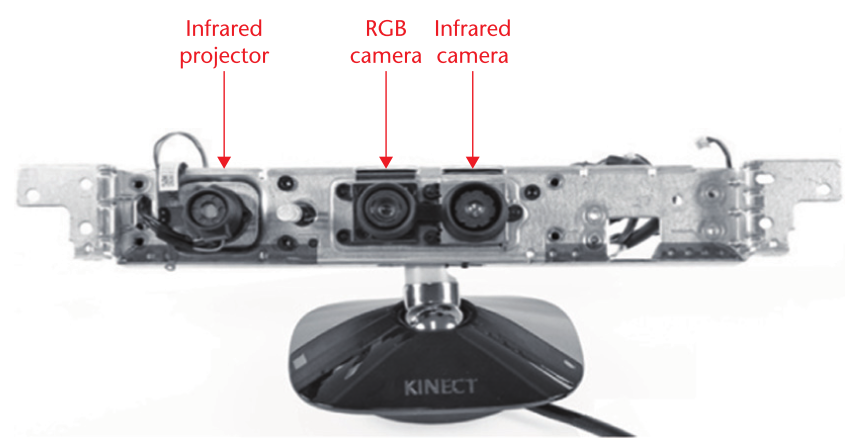 Infrared
projector
RGB
camera
Infrared
camera
KINECT